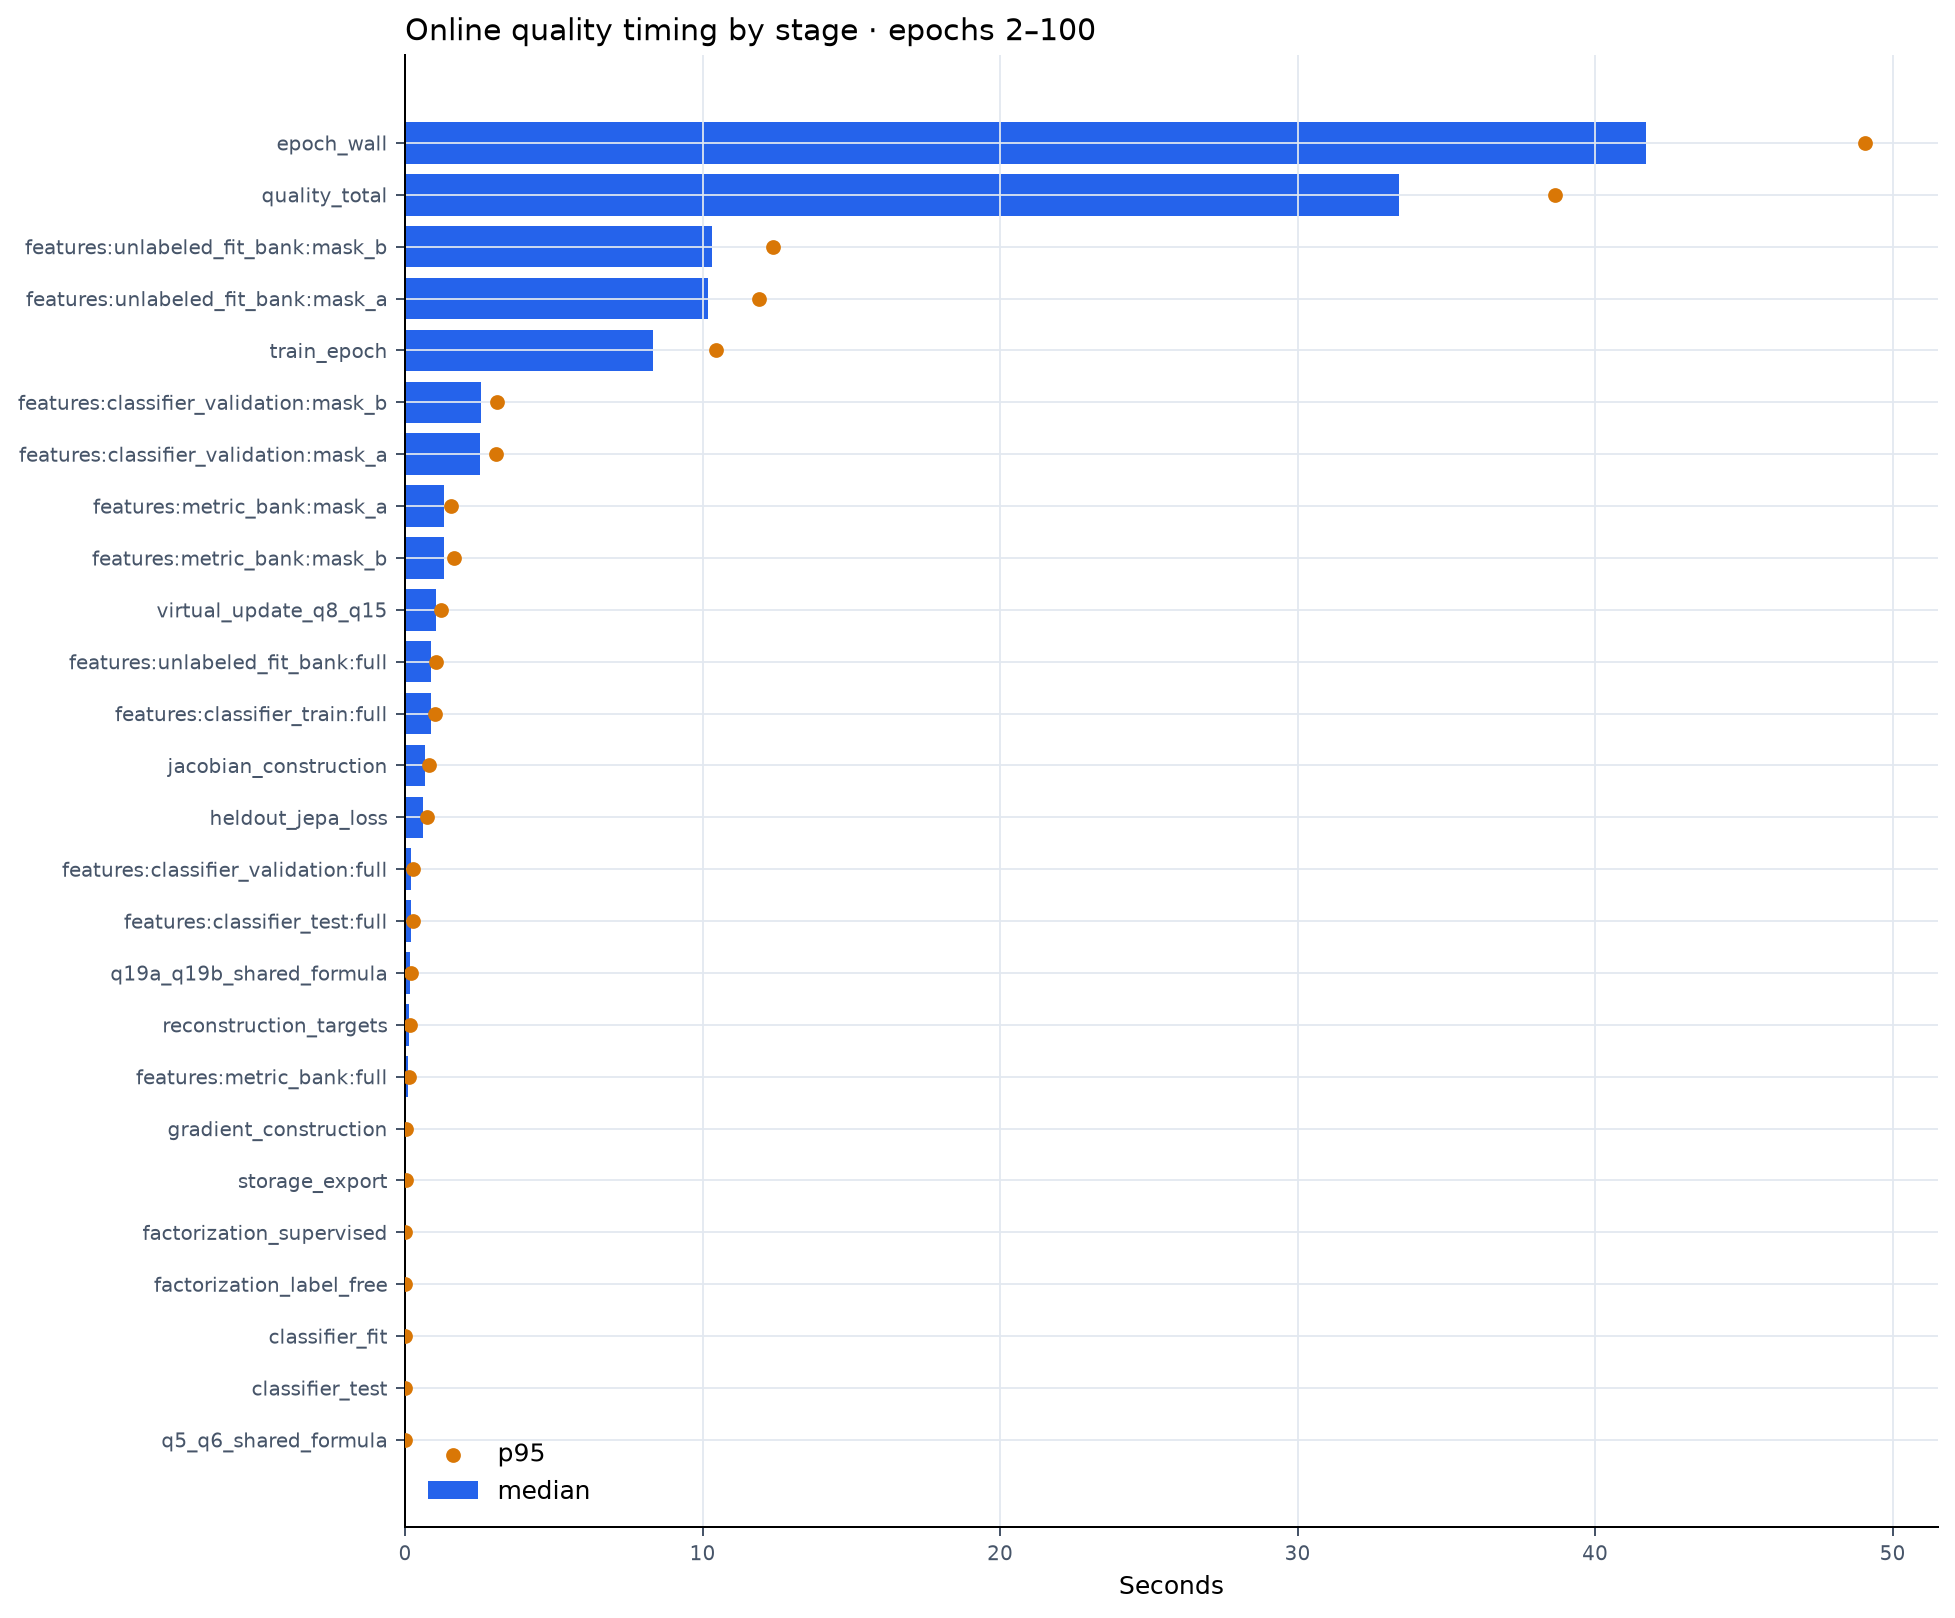 Online quality timing by stage · epochs 2–100
epoch_wall
quality_total
features:unlabeled_fit_bank:mask_b
features:unlabeled_fit_bank:mask_a
train_epoch
features:classifier_validation:mask_b
features:classifier_validation:mask_a
features:metric_bank:mask_a
features:metric_bank:mask_b
virtual_update_q8_q15
features:unlabeled_fit_bank:full
features:classifier_train:full
jacobian_construction
heldout_jepa_loss
features:classifier_validation:full
features:classifier_test:full
q19a_q19b_shared_formula
reconstruction_targets
features:metric_bank:full
gradient_construction
storage_export
factorization_supervised
factorization_label_free
classifier_fit
classifier_test
q5_q6_shared_formula
p95
median
0 10 20 30 40 50
Seconds